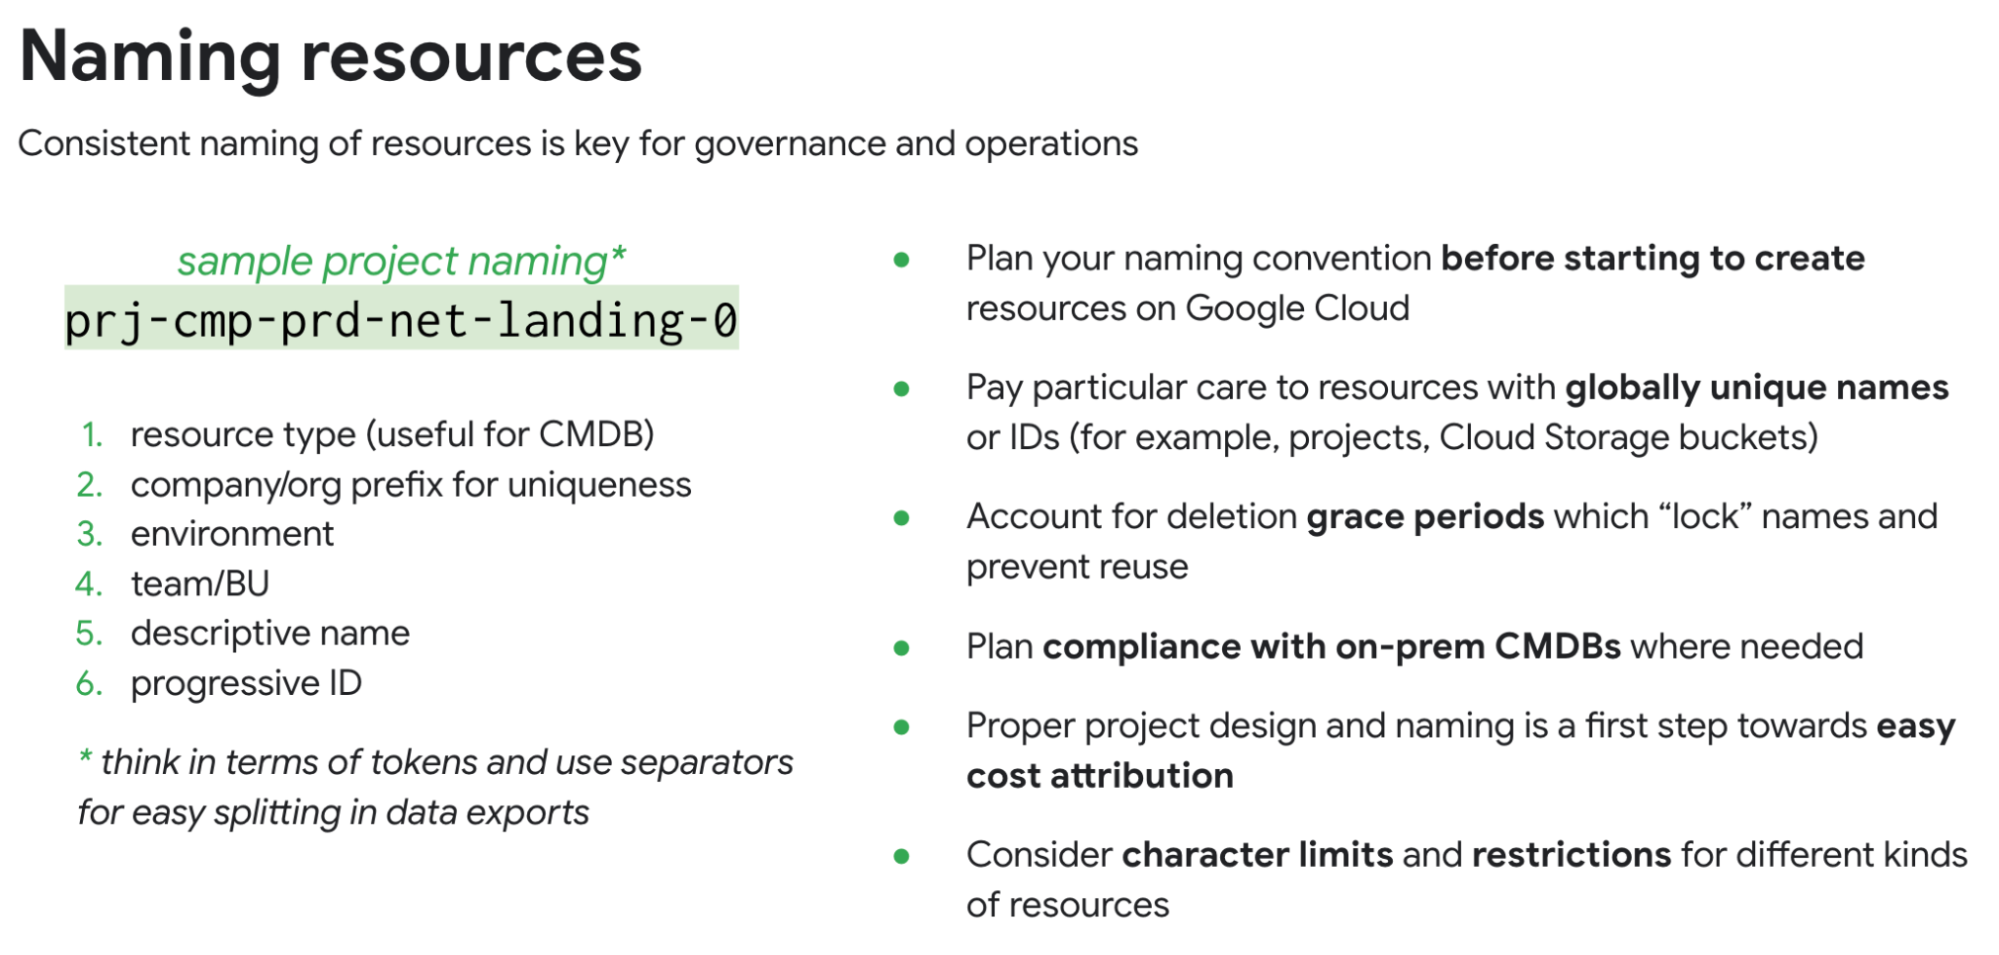 Naming resources
Consistent naming of resources is key for governance and operations
sample project naming*
prj-cmp-prd-net-landing-0
1. resource type (useful for CMDB)
2. company/org prefix for uniqueness
3. environment
4. team/BU
5. descriptive name
6. progressive ID
* think in terms of tokens and use separators
for easy splitting in data exports
● Plan your naming convention before starting to create
resources on Google Cloud
● Pay particular care to resources with globally unique names
or IDs (for example, projects, Cloud Storage buckets)
● Account for deletion grace periods which “lock” names and
prevent reuse
● Plan compliance with on-prem CMDBs where needed
● Proper project design and naming is a first step towards easy
cost attribution
● Consider character limits and restrictions for different kinds
of resources